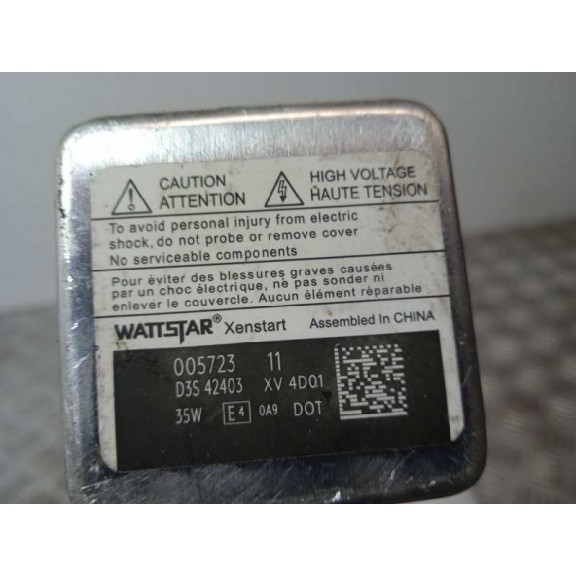 CAUTION
ATTENTION
HIGH VOLTAGE
HAUTE TENSION
To avoid personal injury from electric
shock, do not probe or remove cover
No serviceable components
Pour éviter des blessures graves causées
par un choc électrique, ne pas sonder ni
enlever le couvercle. Aucun élément réparable
WATTSTAR® Xenstart Assembled In CHINA
005723 11
D3S 42403 XV 4D01
35W E4 0A9 DOT